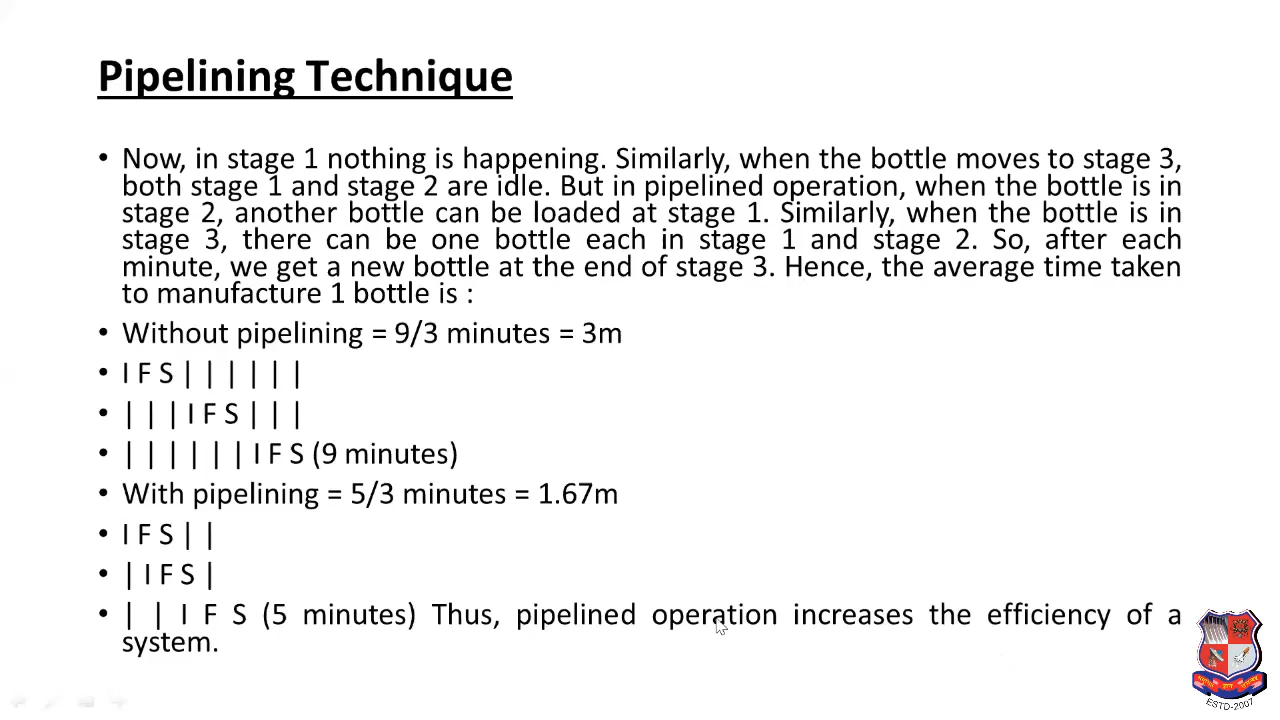 Pipelining Technique
• Now, in stage 1 nothing is happening. Similarly, when the bottle moves to stage 3,
both stage 1 and stage 2 are idle. But in pipelined operation, when the bottle is in
stage 2, another bottle can be loaded at stage 1. Similarly, when the bottle is in
stage 3, there can be one bottle each in stage 1 and stage 2. So, after each
minute, we get a new bottle at the end of stage 3. Hence, the average time taken
to manufacture 1 bottle is :
• Without pipelining = 9/3 minutes = 3m
• I F S | | | | | |
• | | | I F S | | |
• | | | | | | I F S (9 minutes)
• With pipelining = 5/3 minutes = 1.67m
• I F S | |
• | I F S |
• | | I F S (5 minutes) Thus, pipelined operation increases the efficiency of a
system.
ESTD-2007